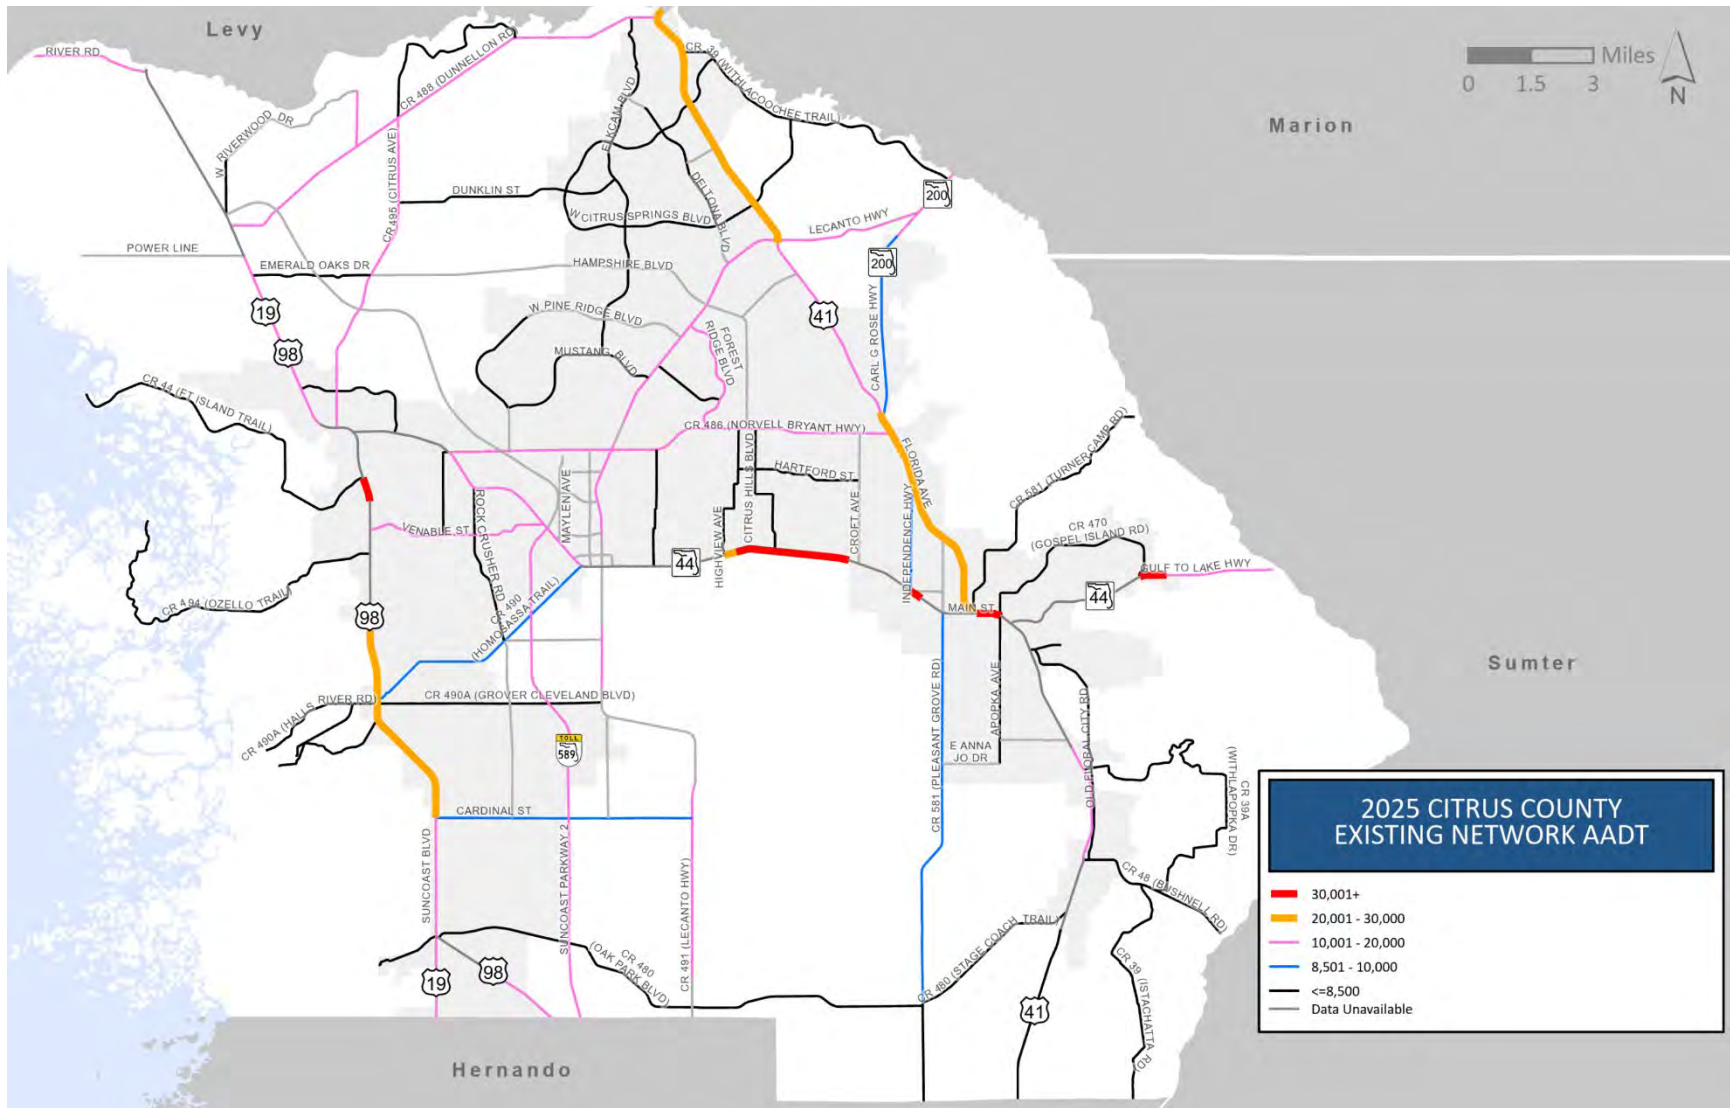 Levy
RIVER RD
CR 488 (DUNNELLON RD)
CR 39 (WITHLACOOCHEE TRAIL)
Miles
0 1.5 3
N
Marion
W RIVERWOOD DR
CR 495 (CITRUS AVE)
ELKCAM BLVD
DUNKLIN ST
DELTONA BLVD
W CITRUS SPRINGS BLVD
LECANTO HWY
200
POWER LINE
EMERALD OAKS DR
HAMPSHIRE BLVD
200
19
98
W PINE RIDGE BLVD
FOREST
RIDGE BLVD
MUSTANG BLVD
41
CARL G ROSE HWY
CR 44 (FT ISLAND TRAIL)
CR 486 (NORVELL BRYANT HWY)
FLORIDA AVE
CR 581 (TURNER CAMP RD)
HARTFORD ST
CITRUS HILLS BLVD
MAYLEN AVE
ROCK CRUSHER RD
VENABLE ST
HIGHVIEW AVE
CROFT AVE
INDEPENDENCE HWY
CR 470
(GOSPEL ISLAND RD)
GULF TO LAKE HWY
44
44
MAIN ST
CR 494 (OZELLO TRAIL)
98
CR 490
(HOMOSASSA TRAIL)
Sumter
CR 490A (HALLS
RIVER RD)
CR 490A (GROVER CLEVELAND BLVD)
CR 581 (PLEASANT GROVE RD)
APOPKA AVE
OLD FLORAL CITY RD
TOLL
589
E ANNA
JO DR
CR 39A
(WITHLAPOPKA DR)
CARDINAL ST
SUNCOAST BLVD
SUNCOAST PARKWAY 2
CR 491 (LECANTO HWY)
CR 48 (BUSHNELL RD)
CR 480
(OAK PARK BLVD)
CR 480 (STAGE COACH TRAIL)
CR 39 (ISTACHATTA
RD)
19
98
41
Hernando
2025 CITRUS COUNTY
EXISTING NETWORK AADT
30,001+
20,001 - 30,000
10,001 - 20,000
8,501 - 10,000
<=8,500
Data Unavailable